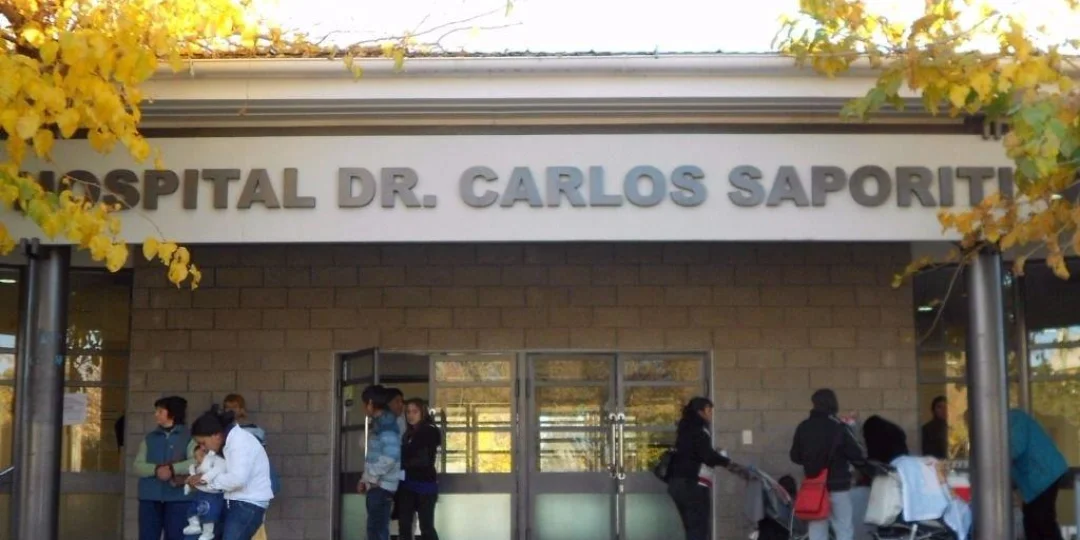 HOSPITAL DR. CARLOS SAPORITI